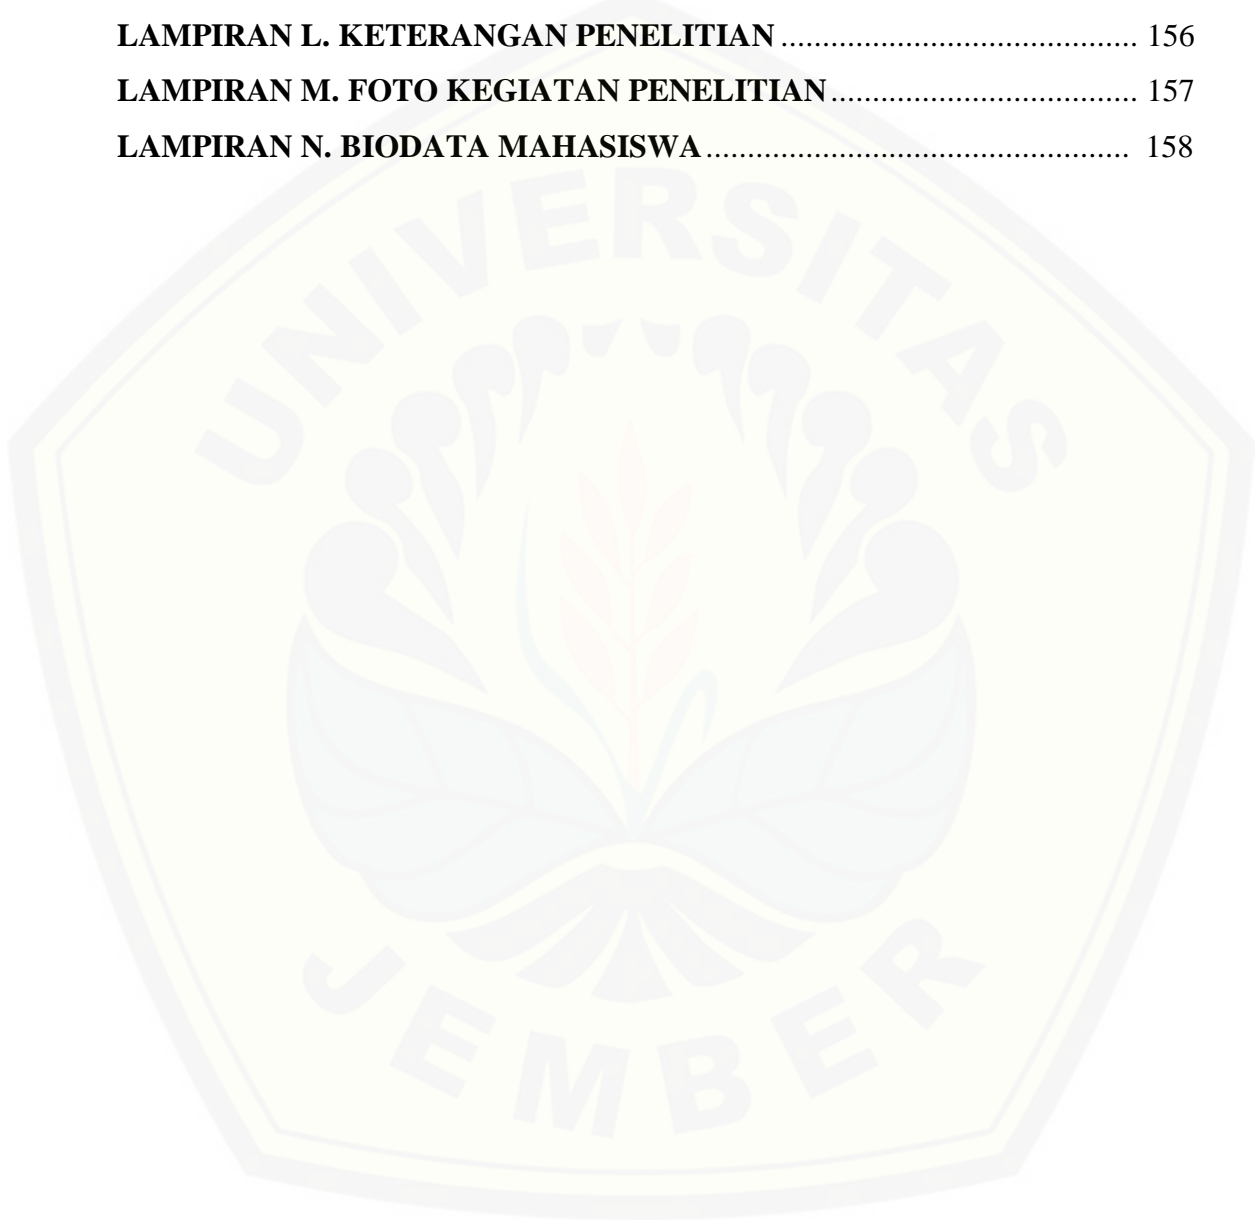 LAMPIRAN L. KETERANGAN PENELITIAN ........................................... 156
LAMPIRAN M. FOTO KEGIATAN PENELITIAN ..................................... 157
LAMPIRAN N. BIODATA MAHASISWA ................................................... 158
UNIVERSITAS
JEMBER